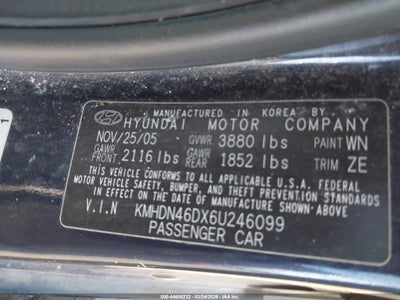 MANUFACTURED IN KOREA BY
HYUNDAI MOTOR COMPANY
NOV/25/05 GVWR 3880 lbs PAINT WN
GAWR FRONT 2116 lbs GAWR REAR 1852 lbs TRIM ZE
THIS VEHICLE CONFORMS TO ALL APPLICABLE U.S.A. FEDERAL
MOTOR VEHICLE SAFETY, BUMPER, AND THEFT PREVENTION STANDARDS
IN EFFECT ON THE DATE OF MANUFACTURE SHOWN ABOVE.
V.I.N KMHDN46DX6U246099
PASSENGER CAR
1